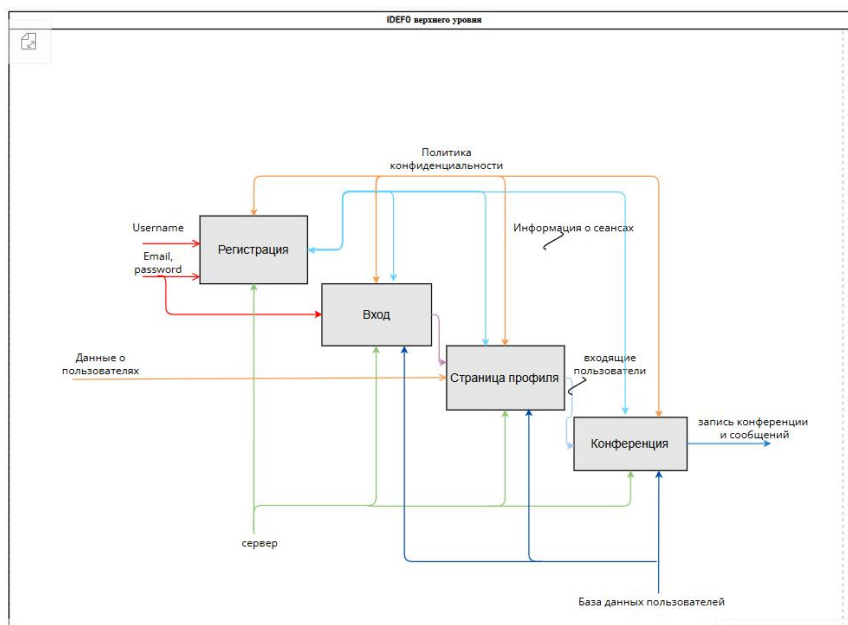 IDEF0 верхнего уровня
Политика
конфиденциальности
Username
Регистрация
Информация о сеансах
Email,
password
Вход
Данные о
пользователях
Страница профиля
входящие
пользователи
Конференция
запись конференции
и сообщений
сервер
База данных пользователей